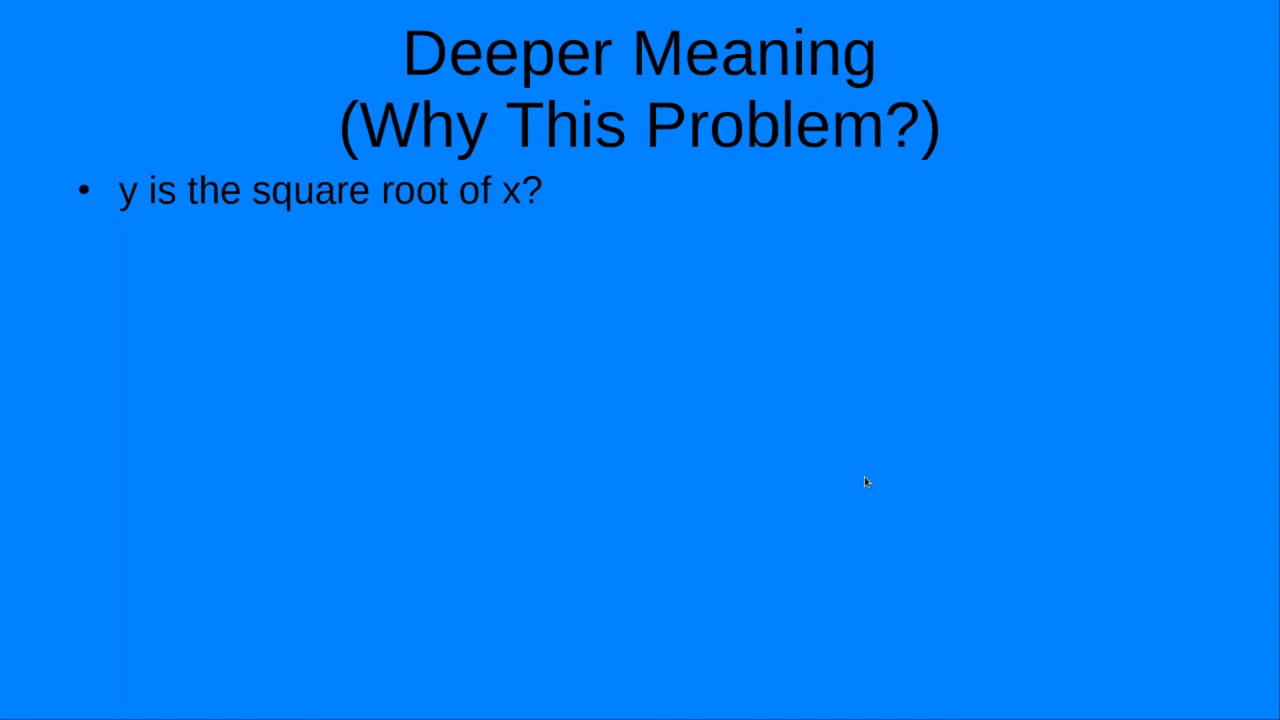 Deeper Meaning
(Why This Problem?)
• y is the square root of x?